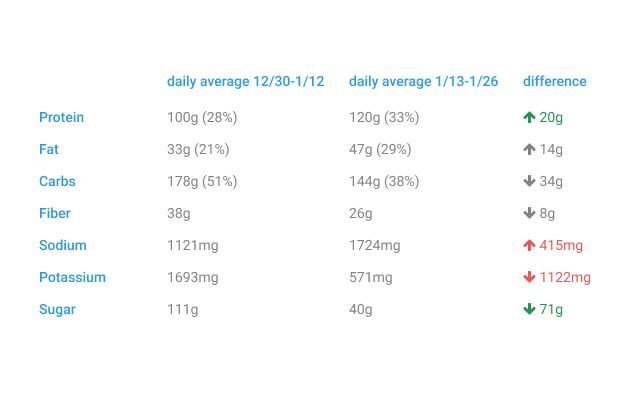 daily average 12/30-1/12 daily average 1/13-1/26 difference
Protein 100g (28%) 120g (33%) 20g
Fat 33g (21%) 47g (29%) 14g
Carbs 178g (51%) 144g (38%) 34g
Fiber 38g 26g 8g
Sodium 1121mg 1724mg 415mg
Potassium 1693mg 571mg 1122mg
Sugar 111g 40g 71g